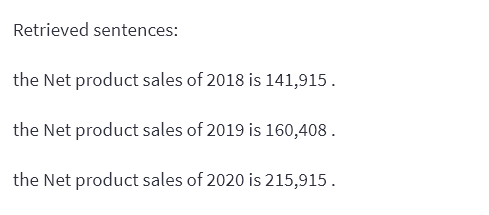 Retrieved sentences:
the Net product sales of 2018 is 141,915 .
the Net product sales of 2019 is 160,408 .
the Net product sales of 2020 is 215,915 .